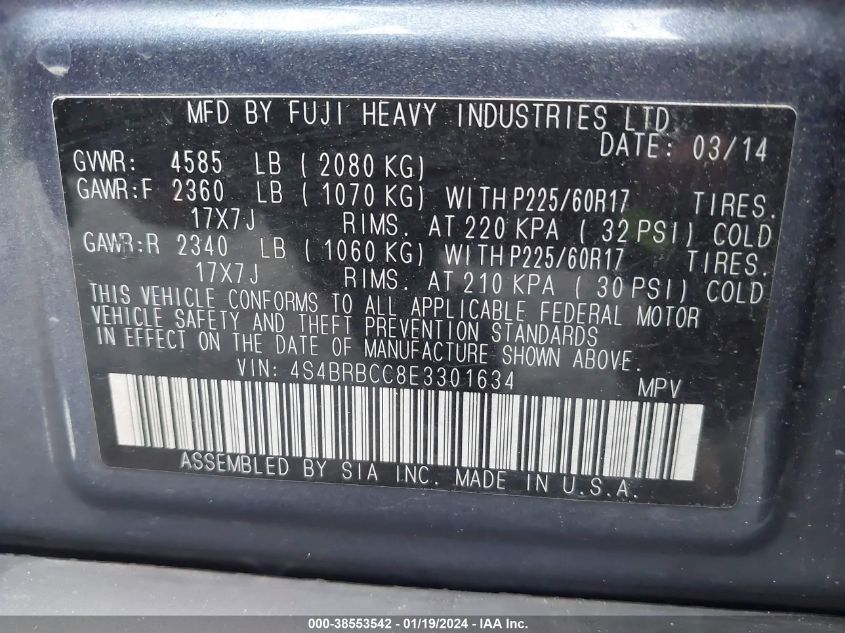 MFD BY FUJI HEAVY INDUSTRIES LTD.
DATE: 03/14
GVWR: 4585 LB ( 2080 KG)
GAWR:F 2360 LB ( 1070 KG) WITH P225/60R17 TIRES.
17X7J RIMS. AT 220 KPA ( 32 PSI) COLD
GAWR:R 2340 LB ( 1060 KG) WITH P225/60R17 TIRES.
17X7J RIMS. AT 210 KPA ( 30 PSI) COLD
THIS VEHICLE CONFORMS TO ALL APPLICABLE FEDERAL MOTOR
VEHICLE SAFETY AND THEFT PREVENTION STANDARDS
IN EFFECT ON THE DATE OF MANUFACTURE SHOWN ABOVE.
VIN: 4S4BRBCC8E3301634 MPV
ASSEMBLED BY SIA INC. MADE IN U.S.A.
000-38553542 - 01/19/2024 - IAA Inc.